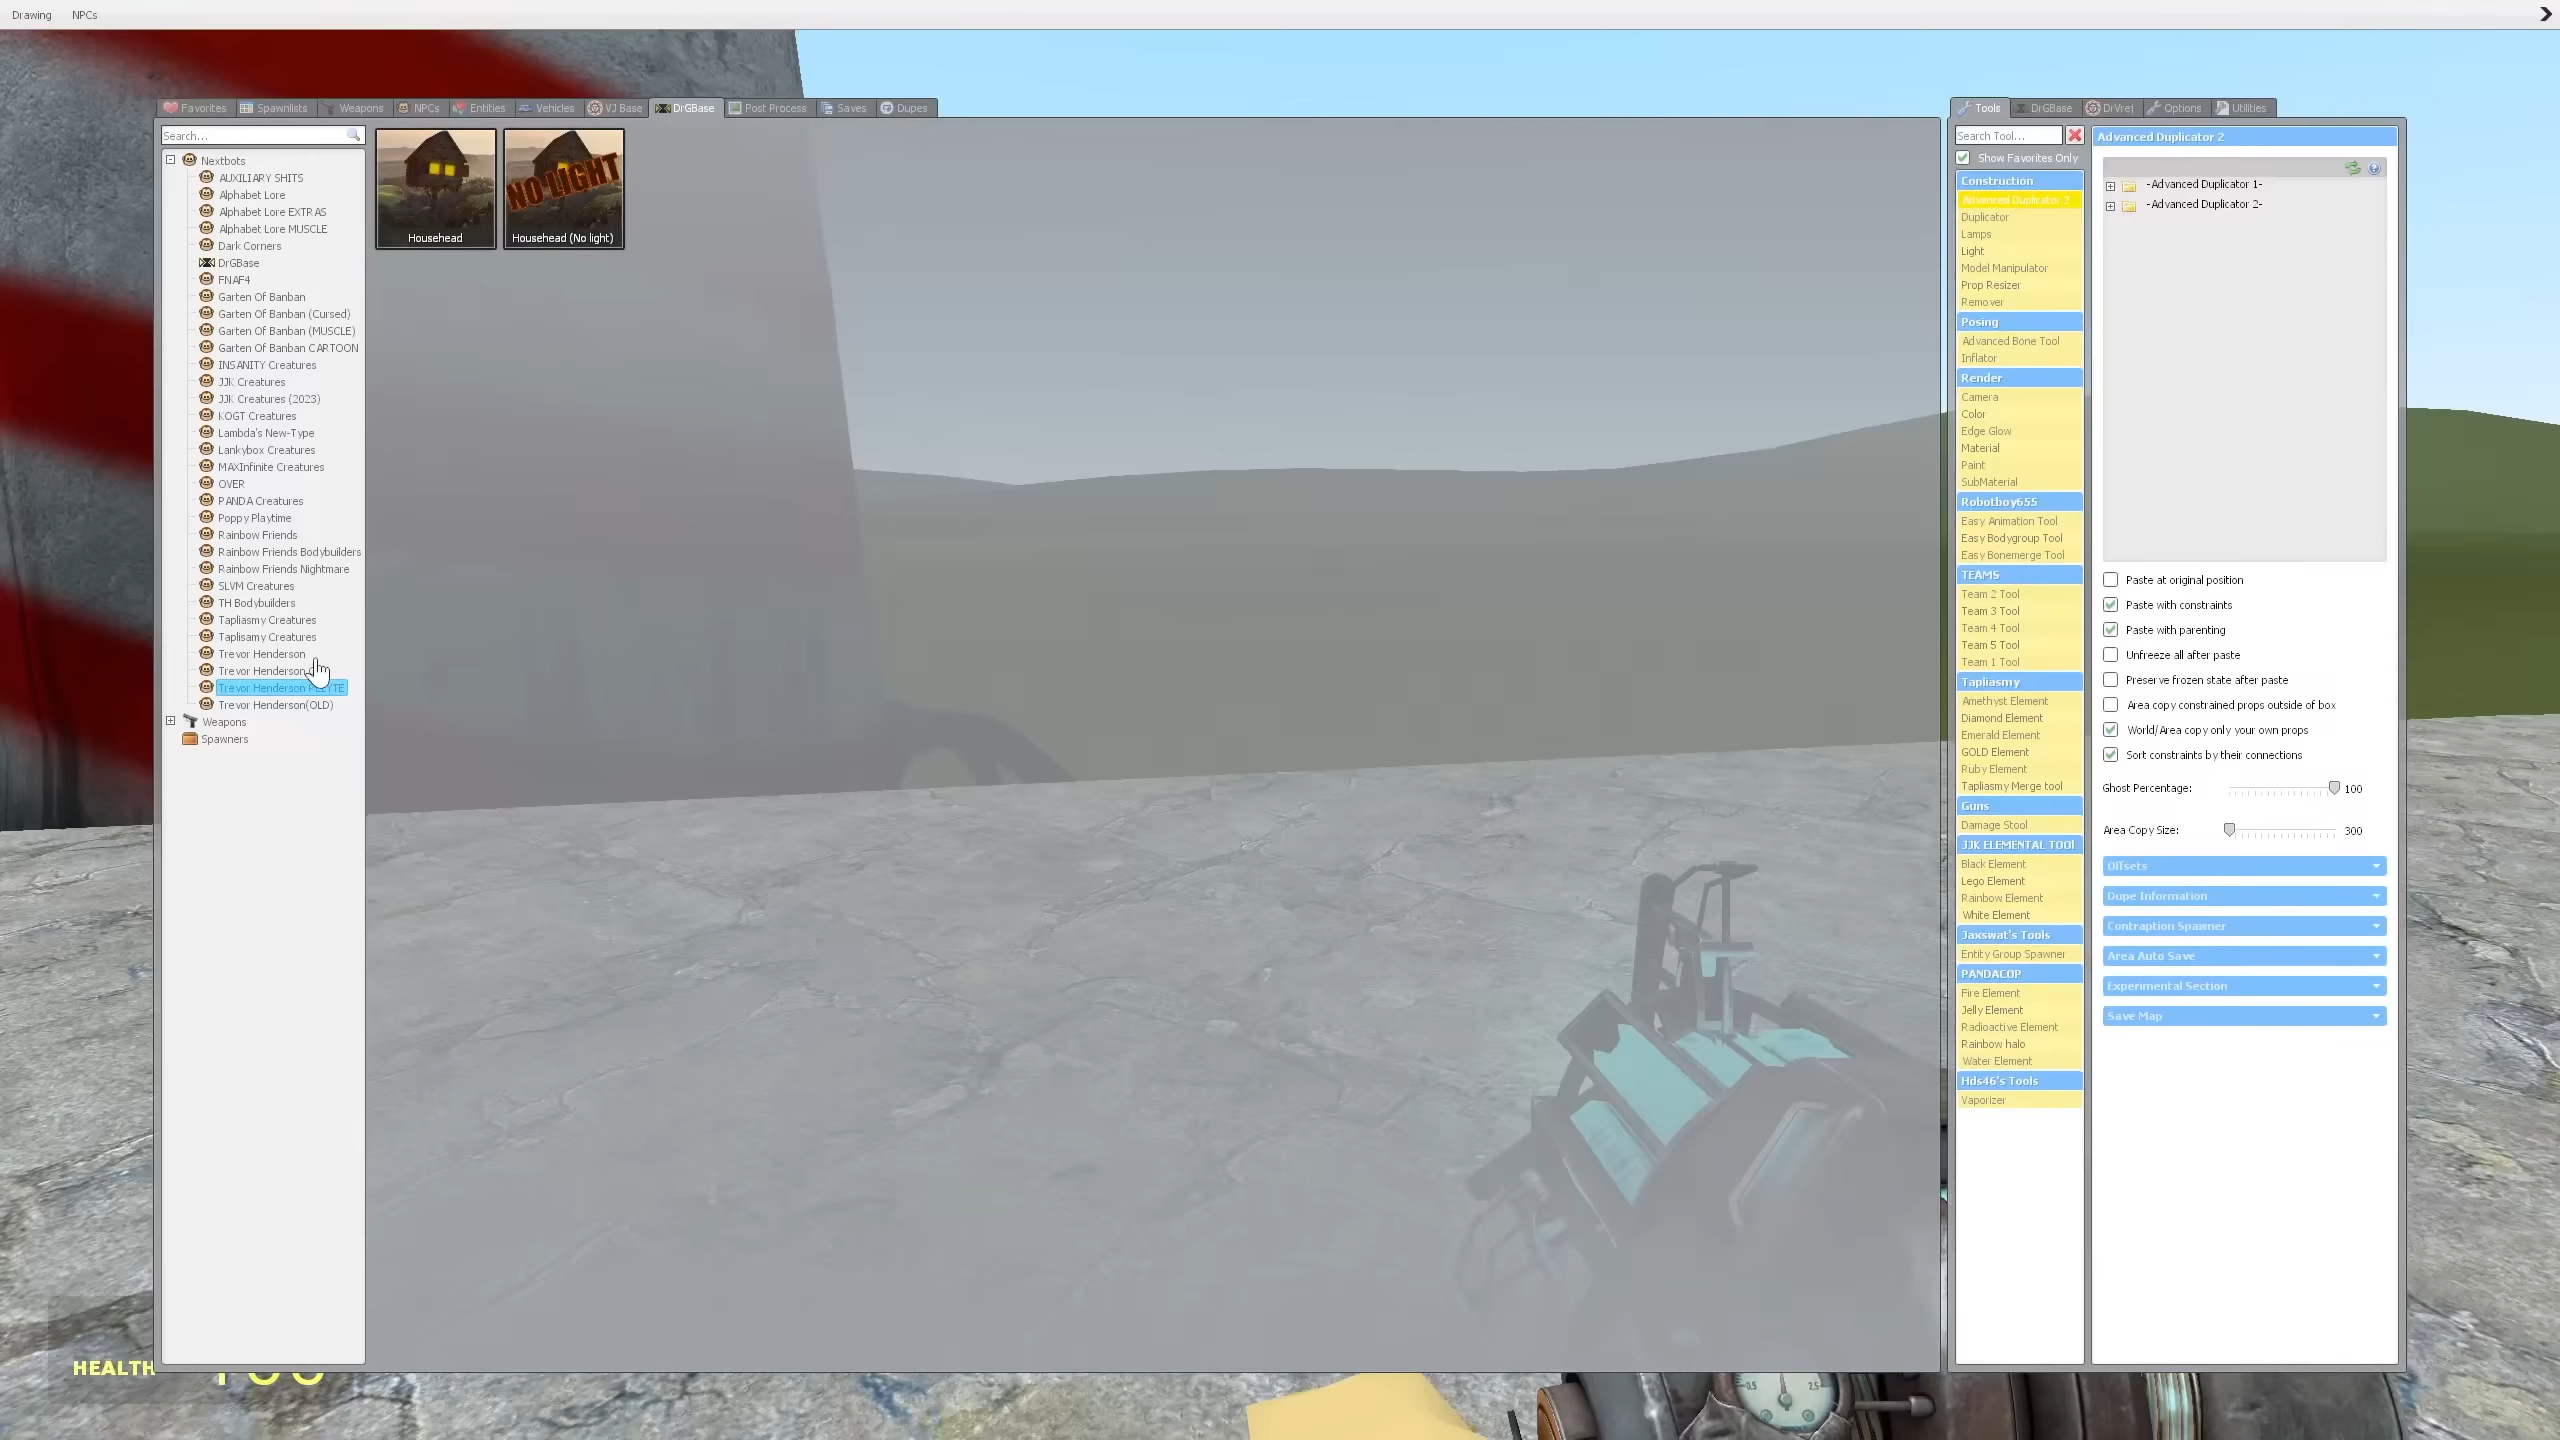 Drawing NPCs
Favorites Spawnlists Weapons NPCs Entities Vehicles VJ Base DrGBase Post Process Saves Dupes
Search...
Nextbots
AUXILIARY SHITS
Alphabet Lore
Alphabet Lore EXTRAS
Alphabet Lore MUSCLE
Dark Corners
DrGBase
FNAF4
Garten Of Banban
Garten Of Banban (Cursed)
Garten Of Banban (MUSCLE)
Garten Of Banban CARTOON
INSANITY Creatures
JJK Creatures
JJK Creatures (2023)
KOGT Creatures
Lambda's New-Type
Lankybox Creatures
MAXInfinite Creatures
OVER
PANDA Creatures
Poppy Playtime
Rainbow Friends
Rainbow Friends Bodybuilders
Rainbow Friends Nightmare
SLVM Creatures
TH Bodybuilders
Tapliasmy Creatures
Taplisamy Creatures
Trevor Henderson
Trevor Henderson
Trevor Henderson
Trevor Henderson(OLD)
Weapons
Spawners
NO LIGHT
Househead
Househead (No light)
Tools DrGBase DrVrej Options Utilities
Search Tool...
Show Favorites Only
Construction
Advanced Duplicator 2
Duplicator
Lamps
Light
Model Manipulator
Prop Resizer
Remover
Posing
Advanced Bone Tool
Inflator
Render
Camera
Color
Edge Glow
Material
Paint
SubMaterial
Robotboy655
Easy Animation Tool
Easy Bodygroup Tool
Easy Bonemerge Tool
TEAMS
Team 2 Tool
Team 3 Tool
Team 4 Tool
Team 5 Tool
Team 1 Tool
Tapliasmy
Amethyst Element
Diamond Element
Emerald Element
GOLD Element
Ruby Element
Tapliasmy Merge tool
Guns
Damage Stool
JJK ELEMENTAL TOOl
Black Element
Lego Element
Rainbow Element
White Element
Jaxswat's Tools
Entity Group Spawner
PANDACOP
Fire Element
Jelly Element
Radioactive Element
Rainbow halo
Water Element
Hds46's Tools
Vaporizer
Advanced Duplicator 2
-Advanced Duplicator 1-
-Advanced Duplicator 2-
Paste at original position
Paste with constraints
Paste with parenting
Unfreeze all after paste
Preserve frozen state after paste
Area copy constrained props outside of box
World/Area copy only your own props
Sort constraints by their connections
Ghost Percentage: 100
Area Copy Size: 300
Offsets
Dupe Information
Contraption Spawner
Area Auto Save
Experimental Section
Save Map
HEALTH 100